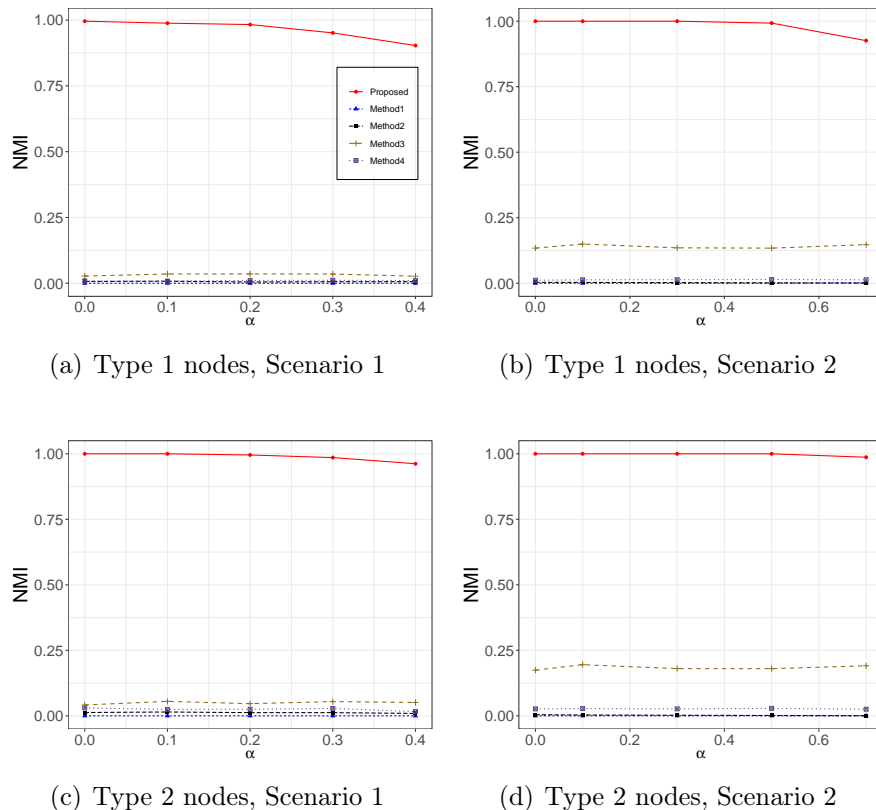 1.00
0.75
0.50
0.25
0.00
NMI
Proposed
Method1
Method2
Method3
Method4
0.0 0.1 0.2 0.3 0.4
α
(a) Type 1 nodes, Scenario 1
1.00
0.75
0.50
0.25
0.00
NMI
0.0 0.2 0.4 0.6
α
(b) Type 1 nodes, Scenario 2
1.00
0.75
0.50
0.25
0.00
NMI
0.0 0.1 0.2 0.3 0.4
α
(c) Type 2 nodes, Scenario 1
1.00
0.75
0.50
0.25
0.00
NMI
0.0 0.2 0.4 0.6
α
(d) Type 2 nodes, Scenario 2